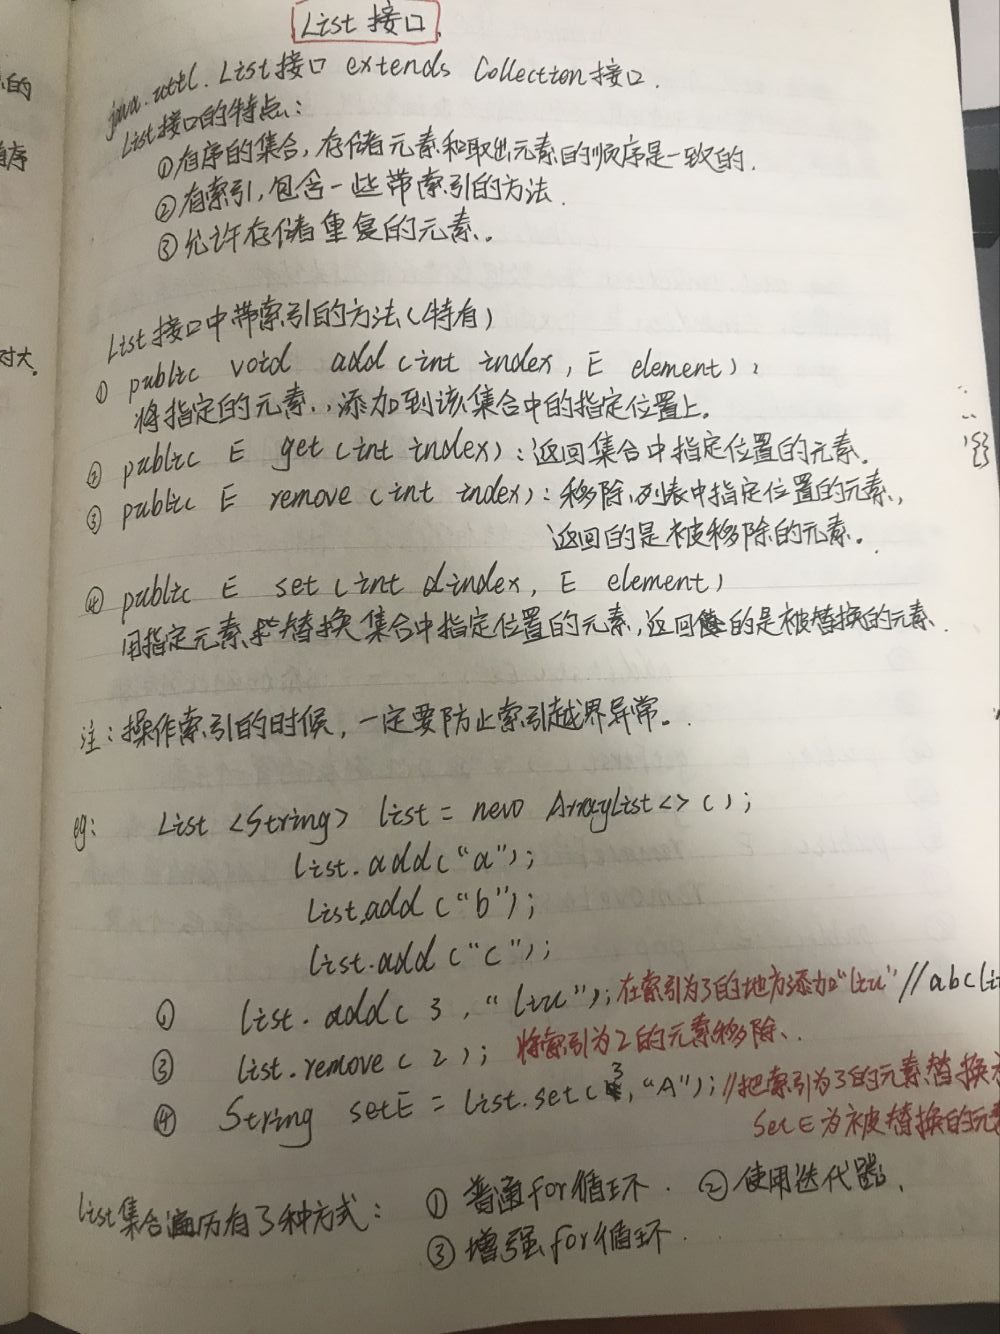 List 接口.
java.util.List接口 extends Collection接口.
List接口的特点:
①有序的集合,存储元素和取出元素的顺序是一致的.
②有索引,包含一些带索引的方法.
③允许存储重复的元素.
List接口中带索引的方法(特有)
① public void add (int index, E element):
将指定的元素,添加到该集合中的指定位置上.
② public E get (int index):返回集合中指定位置的元素.
③ public E remove (int index):移除列表中指定位置的元素,
返回的是被移除的元素.
④ public E set (int index, E element)
用指定元素替换集合中指定位置的元素,返回的是被替换的元素.
注:操作索引的时候,一定要防止索引越界异常.
eg: List <String> list = new ArrayList<> ();
list.add("a");
list.add("b");
list.add("c");
① list.add( 3 , "liu");在索引为3的地方添加"liu"//abcli
③ list.remove( 2 ); 将索引为2的元素移除.
④ String setE = list.set( 3, "A");//把索引为3的元素替换
setE为被替换的元
list集合遍历有3种方式: ①普通for循环. ②使用迭代器.
③增强for循环.